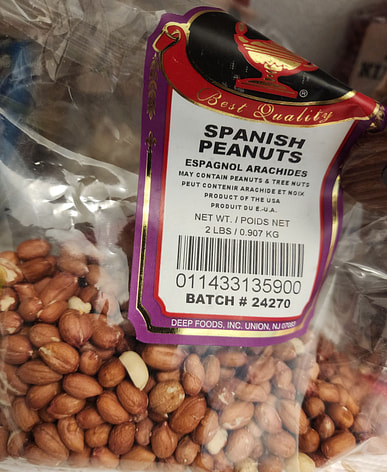 ®
Best Quality
SPANISH
PEANUTS
ESPAGNOL ARACHIDES
MAY CONTAIN PEANUTS & TREE NUTS
PEUT CONTENIR ARACHIDE ET NOIX
PRODUCT OF THE USA
PRODUIT DU E.-U.A.
NET WT. / POIDS NET
2 LBS / 0.907 KG
011433135900
BATCH # 24270
DEEP FOODS, INC. UNION, NJ 07083